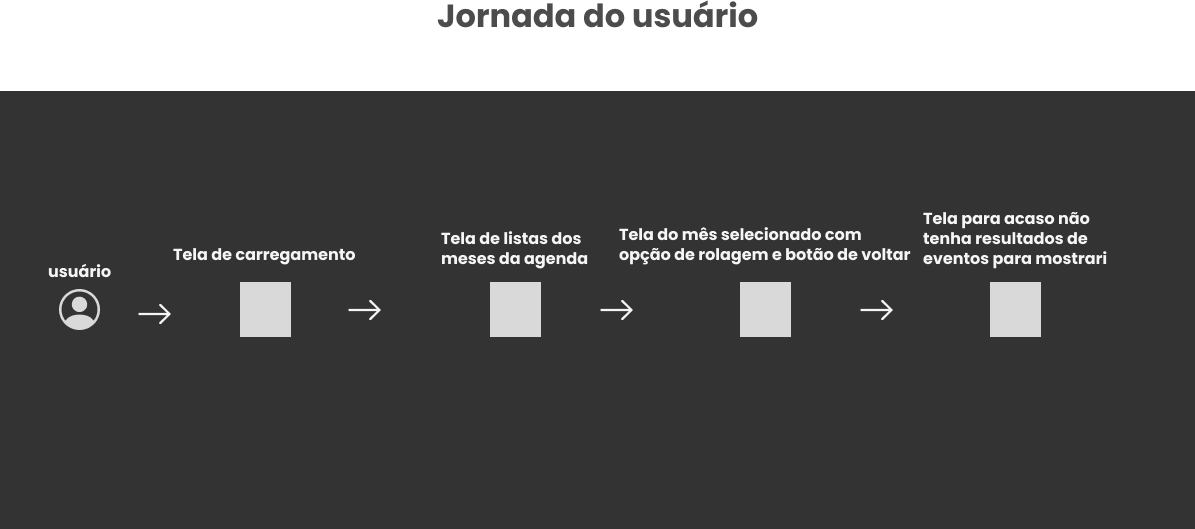 Jornada do usuário
usuário
Tela de carregamento
Tela de listas dos
meses da agenda
Tela do mês selecionado com
opção de rolagem e botão de voltar
Tela para acaso não
tenha resultados de
eventos para mostrari